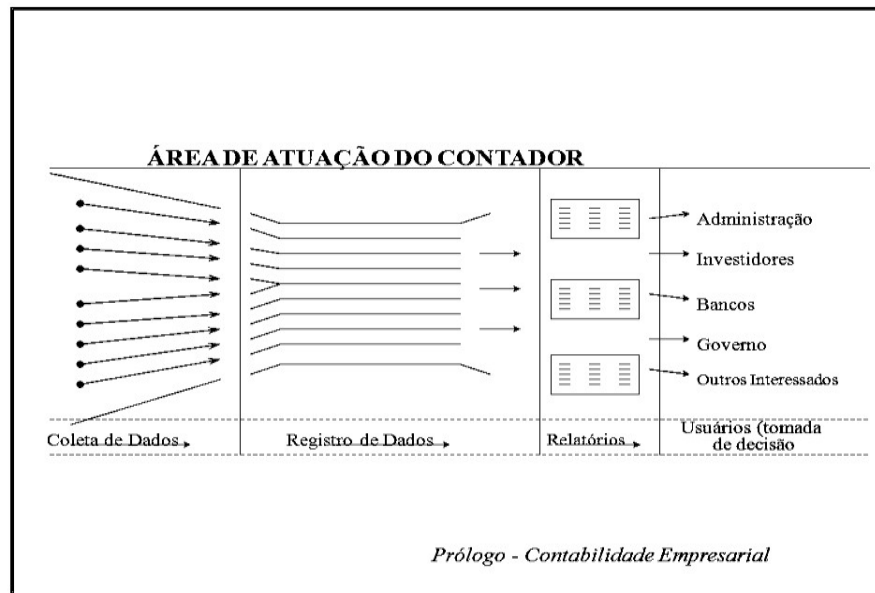 ÁREA DE ATUAÇÃO DO CONTADOR
Administração
Investidores
Bancos
Governo
Outros Interessados
Coleta de Dados
Registro de Dados
Relatórios
Usuários (tomada
de decisão
Prólogo - Contabilidade Empresarial